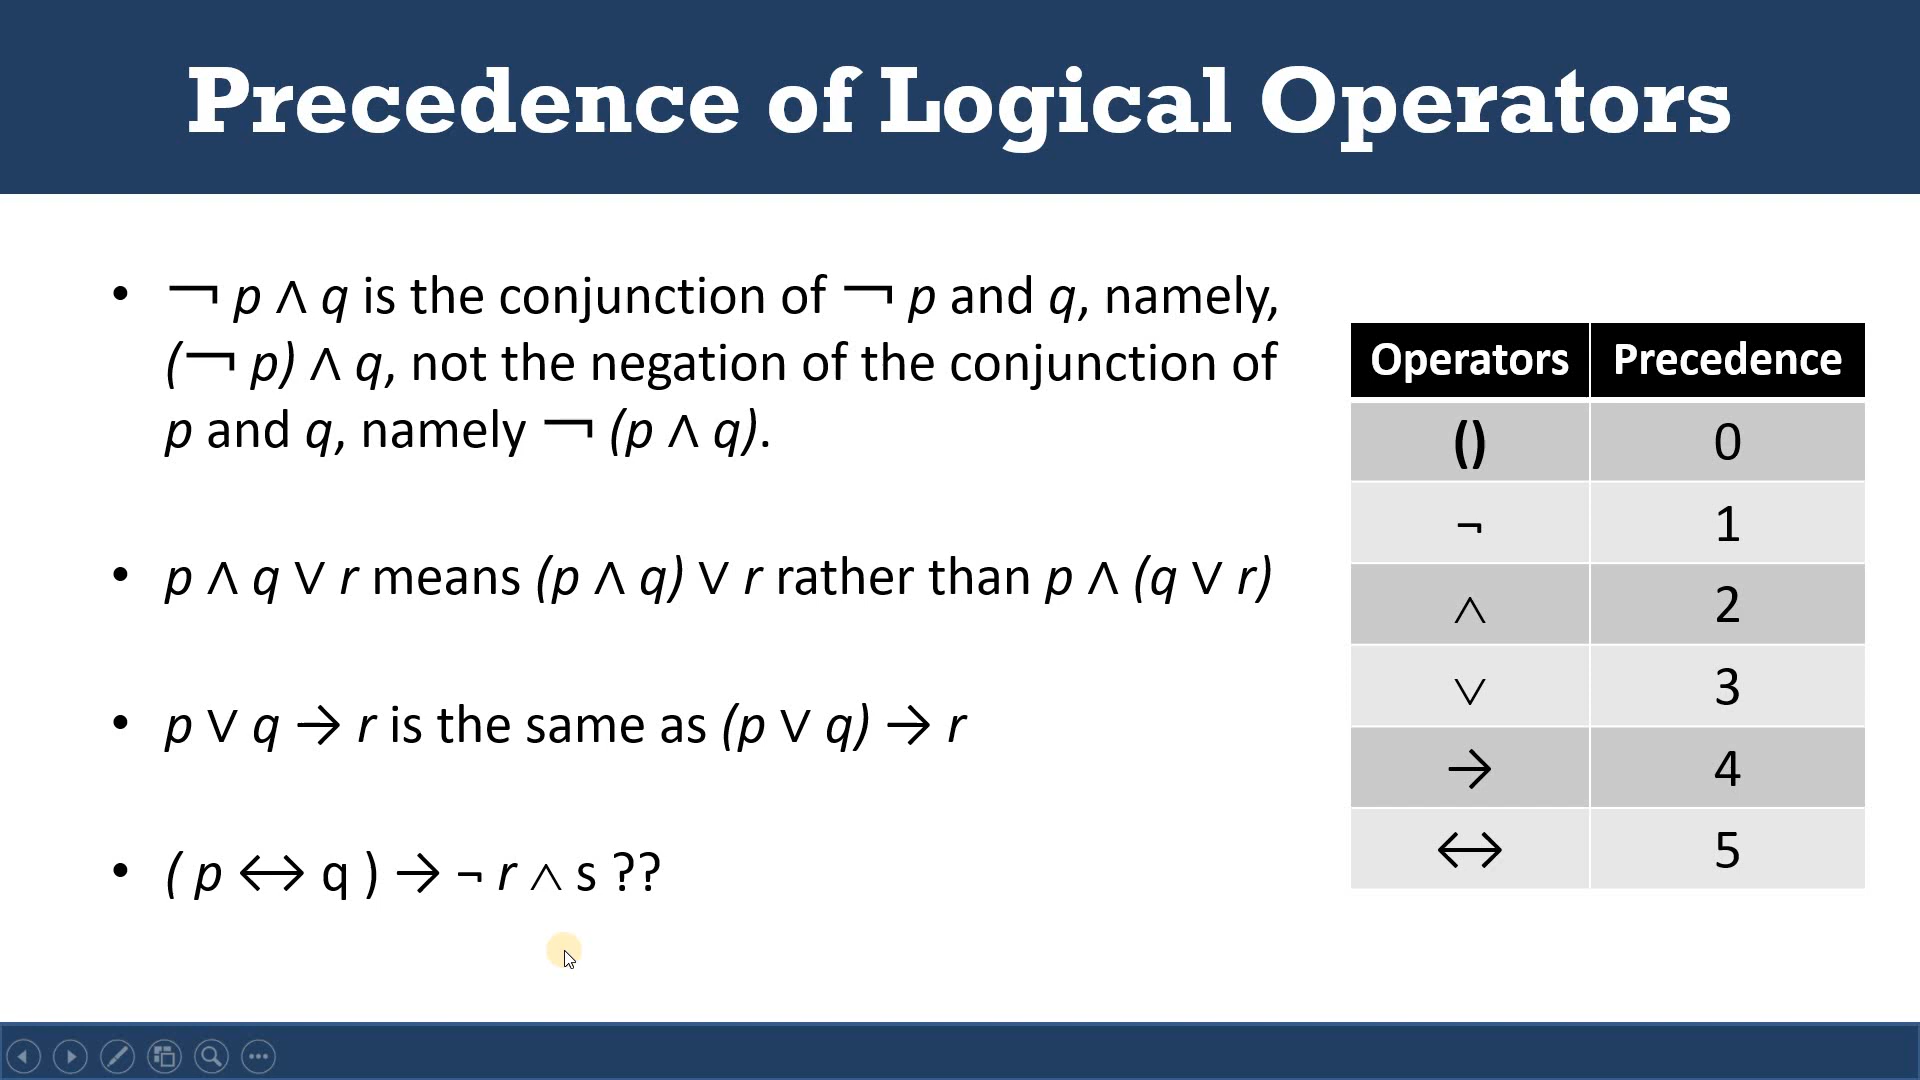 Precedence of Logical Operators
• ¬ p ∧ q is the conjunction of ¬ p and q, namely,
(¬ p) ∧ q, not the negation of the conjunction of
p and q, namely ¬ (p ∧ q).
• p ∧ q ∨ r means (p ∧ q) ∨ r rather than p ∧ (q ∨ r)
• p ∨ q → r is the same as (p ∨ q) → r
• ( p ↔ q ) → ¬ r ∧ s ??
Operators Precedence
() 0
¬ 1
∧ 2
∨ 3
→ 4
↔ 5